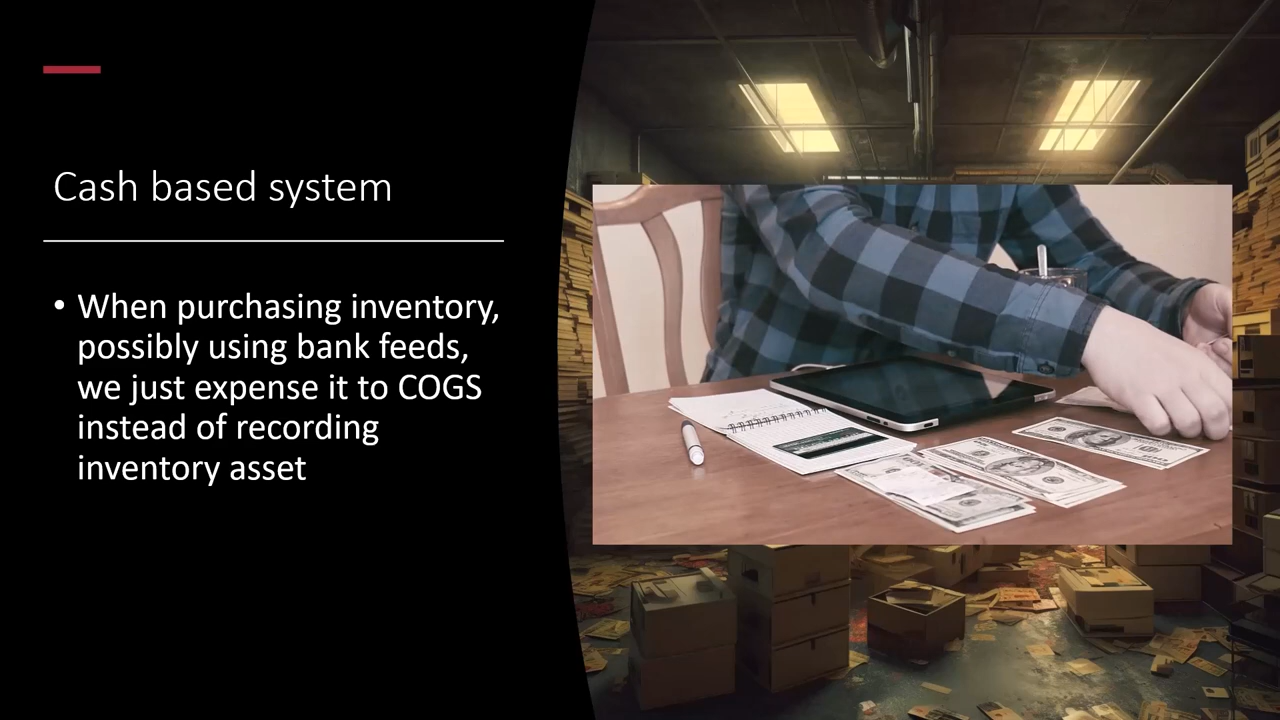 Cash based system
• When purchasing inventory,
possibly using bank feeds,
we just expense it to COGS
instead of recording
inventory asset